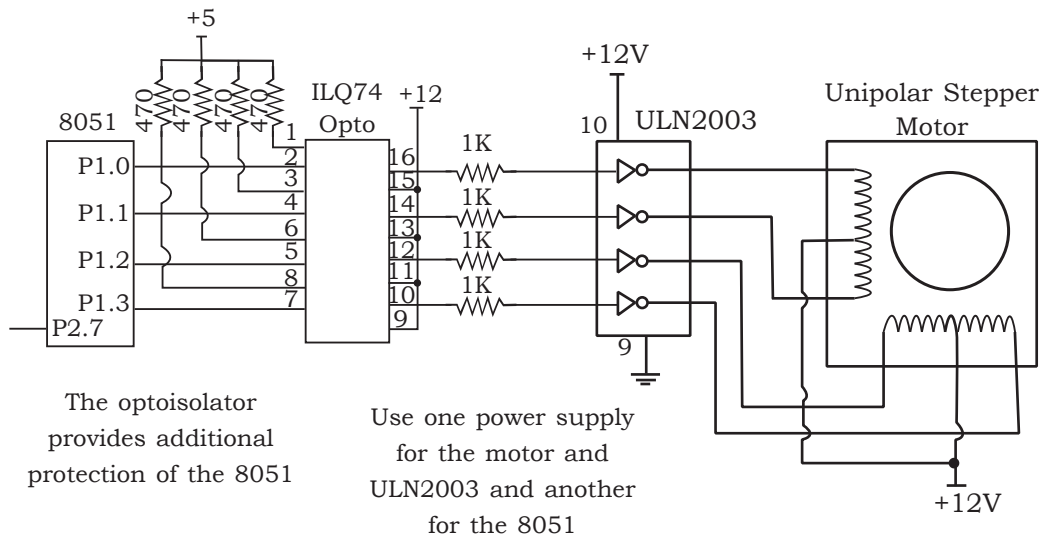 +5
470
470
470
470
8051
P1.0
P1.1
P1.2
P1.3
P2.7
1
2
3
4
6
5
8
7
ILQ74
Opto
+12
16
15
14
13
12
11
10
9
1K
1K
1K
1K
+12V
10
ULN2003
9
Unipolar Stepper
Motor
+12V
The optoisolator
provides additional
protection of the 8051
Use one power supply
for the motor and
ULN2003 and another
for the 8051